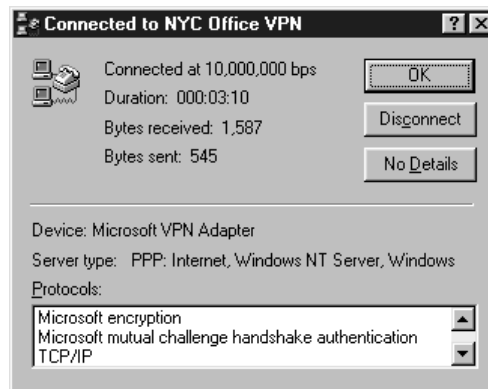 Connected to NYC Office VPN
Connected at 10,000,000 bps
Duration: 000:03:10
Bytes received: 1,587
Bytes sent: 545
OK
Disconnect
No Details
Device: Microsoft VPN Adapter
Server type: PPP: Internet, Windows NT Server, Windows
Protocols:
Microsoft encryption
Microsoft mutual challenge handshake authentication
TCP/IP